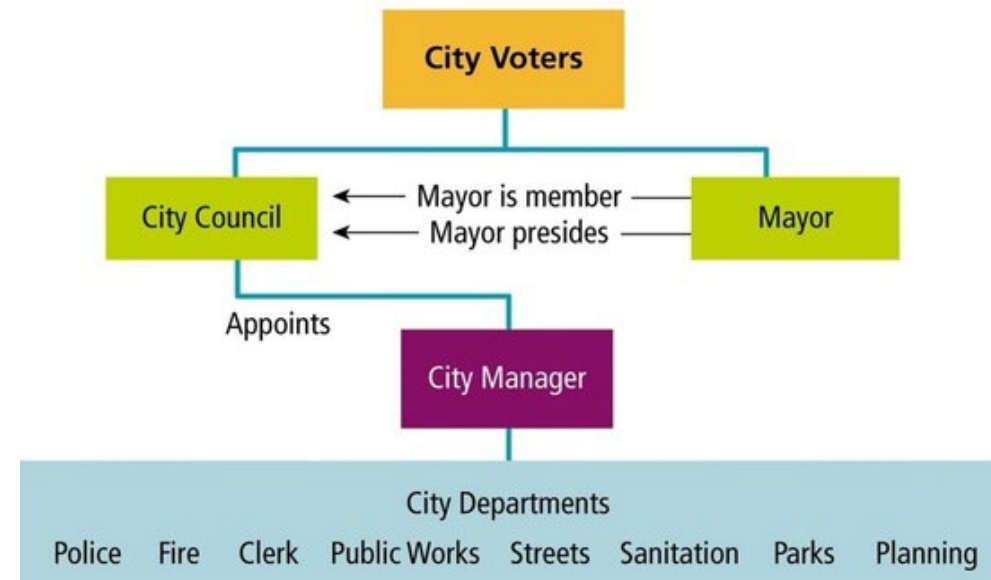 City Voters
City Council
Mayor is member
Mayor presides
Mayor
Appoints
City Manager
City Departments
Police Fire Clerk Public Works Streets Sanitation Parks Planning